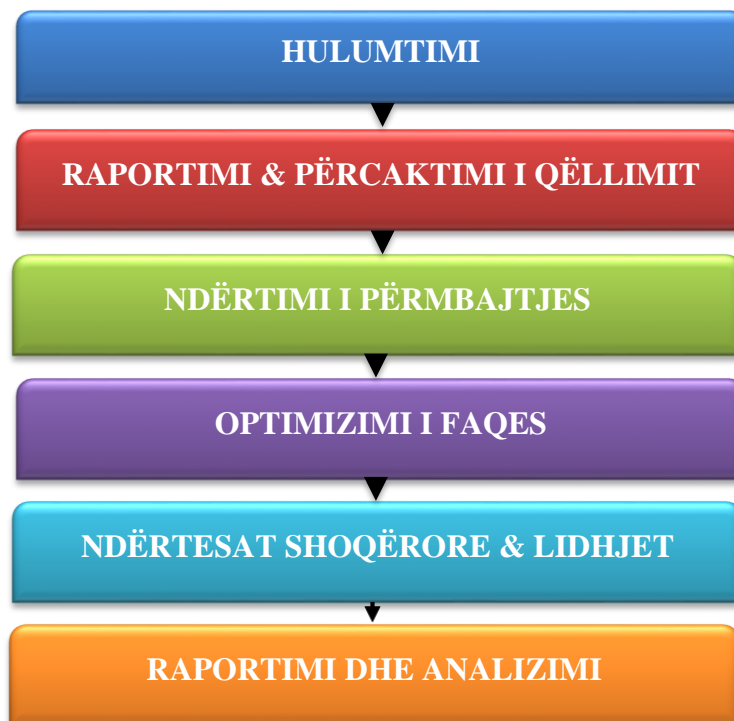 HULUMTIMI
RAPORTIMI & PËRCAKTIMI I QËLLIMIT
NDËRTIMI I PËRMBAJTJES
OPTIMIZIMI I FAQES
NDËRTESAT SHOQËRORE & LIDHJET
RAPORTIMI DHE ANALIZIMI